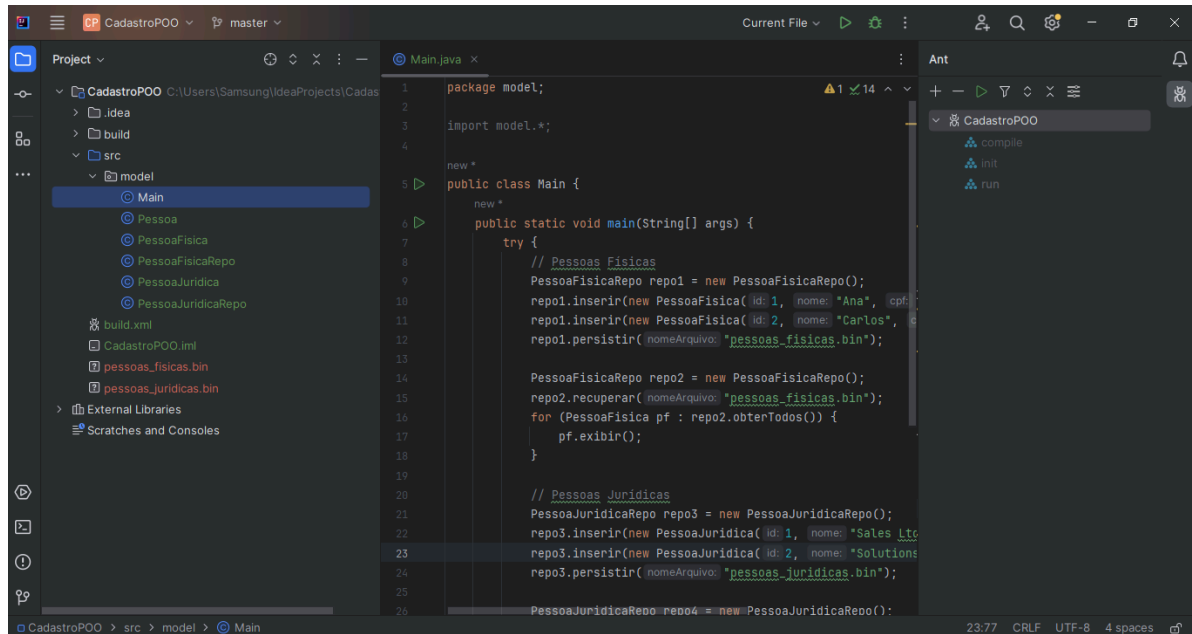 CP CadastroPOO master Current File
Project
CadastroPOO C:\Users\Samsung\IdeaProjects\Cadas
.idea
build
src
model
Main
Pessoa
PessoaFisica
PessoaFisicaRepo
PessoaJuridica
PessoaJuridicaRepo
build.xml
CadastroPOO.iml
pessoas_fisicas.bin
pessoas_juridicas.bin
External Libraries
Scratches and Consoles
Main.java
1 14
1 package model;
2
3 import model.*;
4
new *
5 public class Main {
new *
6 public static void main(String[] args) {
7 try {
8 // Pessoas Físicas
9 PessoaFisicaRepo repo1 = new PessoaFisicaRepo();
10 repo1.inserir(new PessoaFisica( id: 1, nome: "Ana", cpf:
11 repo1.inserir(new PessoaFisica( id: 2, nome: "Carlos", c
12 repo1.persistir( nomeArquivo: "pessoas_fisicas.bin");
13
14 PessoaFisicaRepo repo2 = new PessoaFisicaRepo();
15 repo2.recuperar( nomeArquivo: "pessoas_fisicas.bin");
16 for (PessoaFisica pf : repo2.obterTodos()) {
17 pf.exibir();
18 }
19
20 // Pessoas Jurídicas
21 PessoaJuridicaRepo repo3 = new PessoaJuridicaRepo();
22 repo3.inserir(new PessoaJuridica( id: 1, nome: "Sales Ltd
23 repo3.inserir(new PessoaJuridica( id: 2, nome: "Solutions
24 repo3.persistir( nomeArquivo: "pessoas_juridicas.bin");
25
26 PessoaJuridicaRepo repo4 = new PessoaJuridicaRepo();
Ant
CadastroPOO
compile
init
run
CadastroPOO > src > model > Main 23:77 CRLF UTF-8 4 spaces